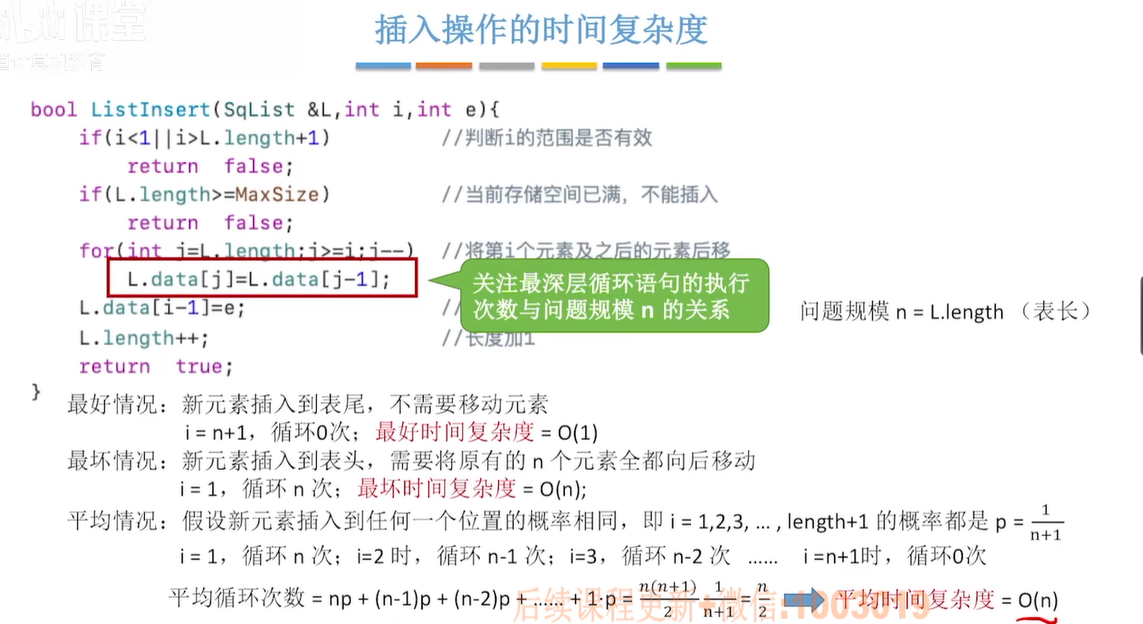 课堂
插入操作的时间复杂度
bool ListInsert(SqList &L,int i,int e){
if(i<1||i>L.length+1) //判断i的范围是否有效
return false;
if(L.length>=MaxSize) //当前存储空间已满，不能插入
return false;
for(int j=L.length;j>=i;j--) //将第i个元素及之后的元素后移
L.data[j]=L.data[j-1];
关注最深层循环语句的执行
次数与问题规模 n 的关系
L.data[i-1]=e; //
问题规模 n = L.length （表长）
L.length++; //长度加1
return true;
}
最好情况：新元素插入到表尾，不需要移动元素
i = n+1，循环0次；最好时间复杂度 = O(1)
最坏情况：新元素插入到表头，需要将原有的 n 个元素全都向后移动
i = 1，循环 n 次；最坏时间复杂度 = O(n);
平均情况：假设新元素插入到任何一个位置的概率相同，即 i = 1,2,3, … , length+1 的概率都是 p = 1/n+1
i = 1，循环 n 次；i=2 时，循环 n-1 次；i=3，循环 n-2 次 …… i =n+1时，循环0次
平均循环次数 = np + (n-1)p + (n-2)p + …… + 1·p = n(n+1)/2 1/n+1 = n/2 平均时间复杂度 = O(n)
后续课程更新+微信:1003019